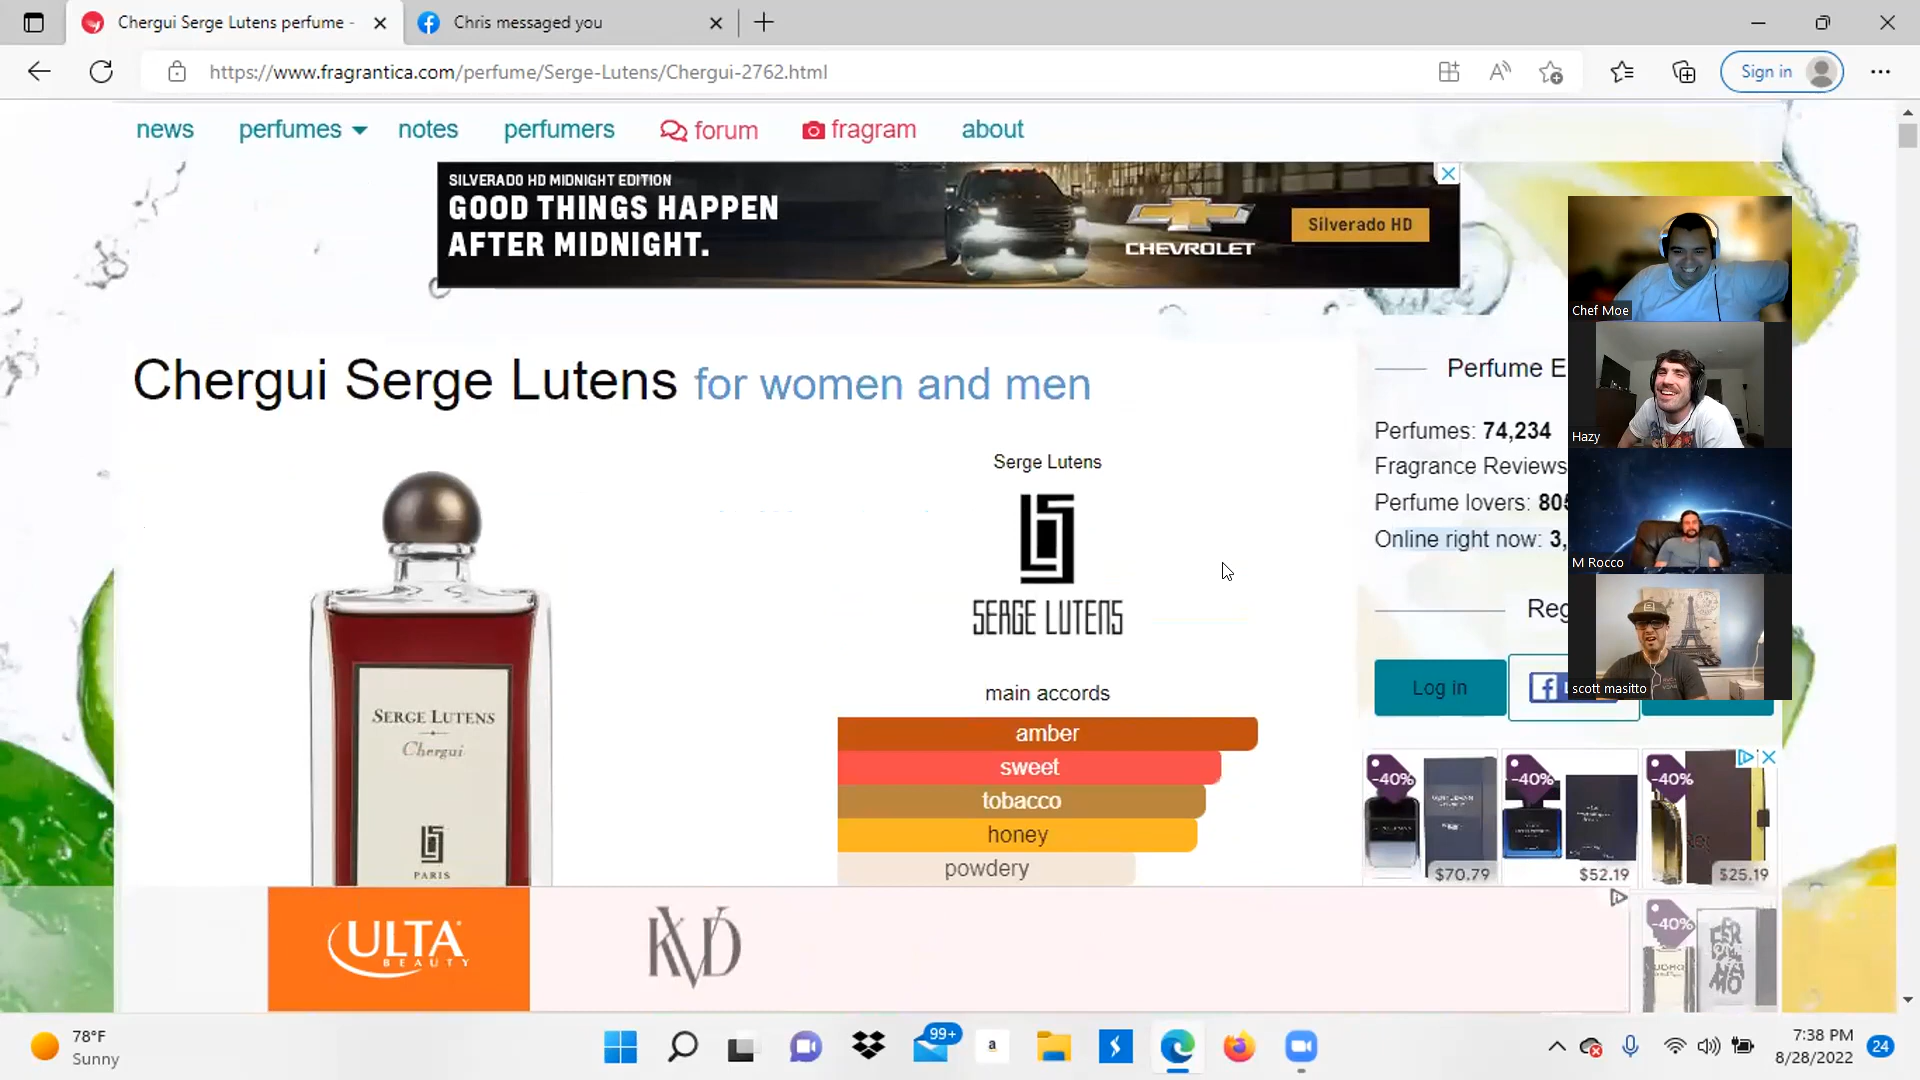 Chergui Serge Lutens perfume -
Chris messaged you
https://www.fragrantica.com/perfume/Serge-Lutens/Chergui-2762.html
Sign in
news
perfumes
notes
perfumers
forum
fragram
about
SILVERADO HD MIDNIGHT EDITION
GOOD THINGS HAPPEN
AFTER MIDNIGHT.
CHEVROLET
Silverado HD
Chergui Serge Lutens for women and men
Serge Lutens
SERGE LUTENS
main accords
amber
sweet
tobacco
honey
powdery
SERGE LUTENS
Chergui
PARIS
Perfume E
Perfumes: 74,234
Fragrance Reviews
Perfume lovers: 805
Online right now: 3,
Reg
Log in
Chef Moe
Hazy
M Rocco
scott masitto
-40%
-40%
-40%
$70.79
$52.19
$25.19
-40%
UOMO
ULTA
BEAUTY
KVD
78°F
Sunny
99+
a
7:38 PM
8/28/2022
24